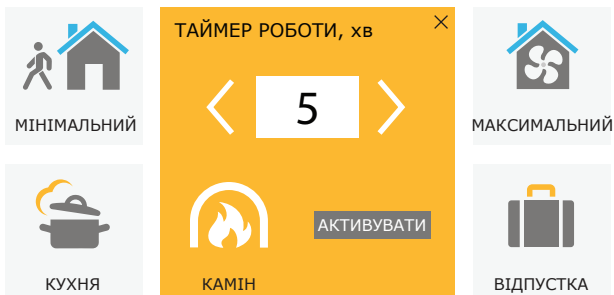 ТАЙМЕР РОБОТИ, хв
5
МІНІМАЛЬНИЙ
МАКСИМАЛЬНИЙ
АКТИВУВАТИ
КУХНЯ
КАМІН
ВІДПУСТКА